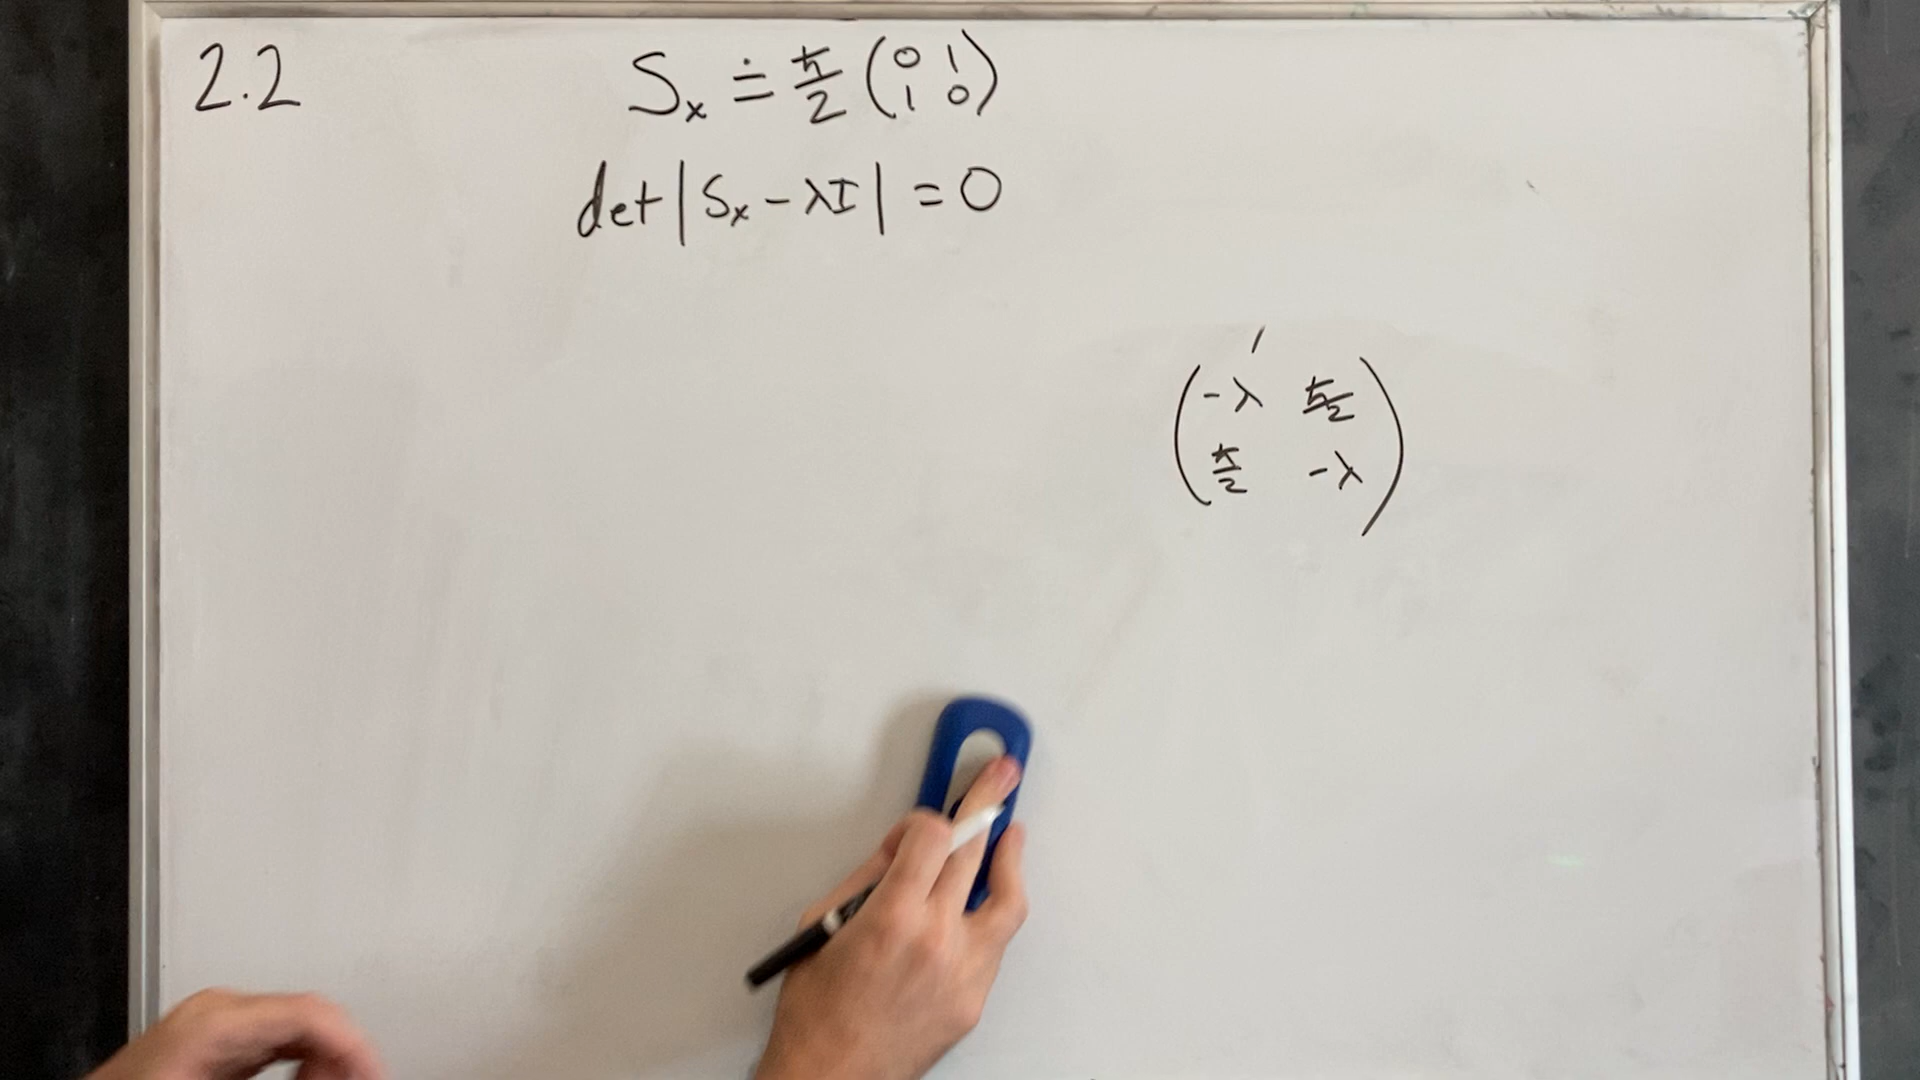 2.2
Sₓ ≐ ħ/2 (0 1
1 0)
det|Sₓ - λI| = 0
(-λ ħ/2
ħ/2 -λ)